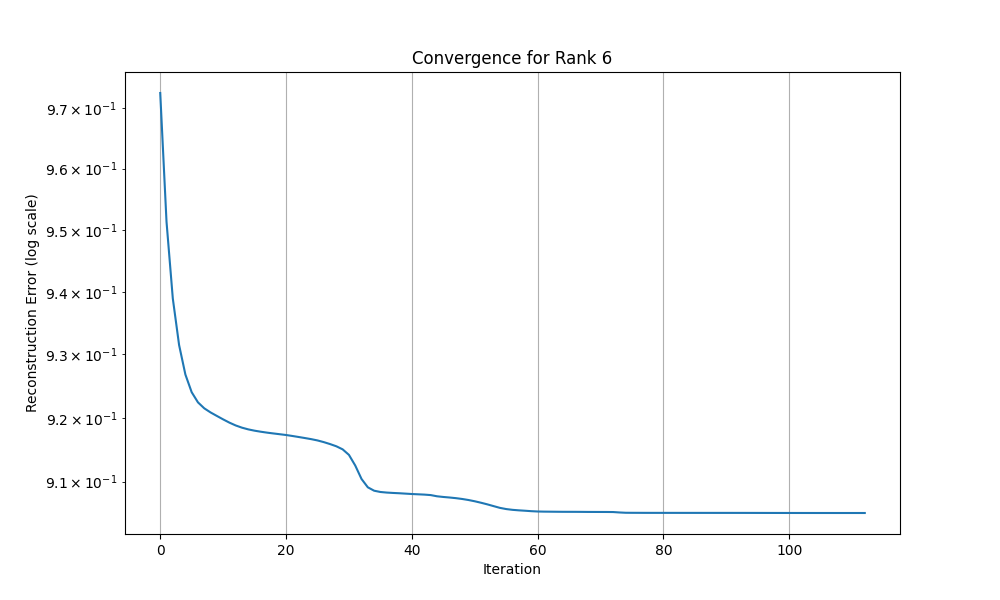 Convergence for Rank 6
Reconstruction Error (log scale)
9.7 × 10⁻¹
9.6 × 10⁻¹
9.5 × 10⁻¹
9.4 × 10⁻¹
9.3 × 10⁻¹
9.2 × 10⁻¹
9.1 × 10⁻¹
0 20 40 60 80 100
Iteration